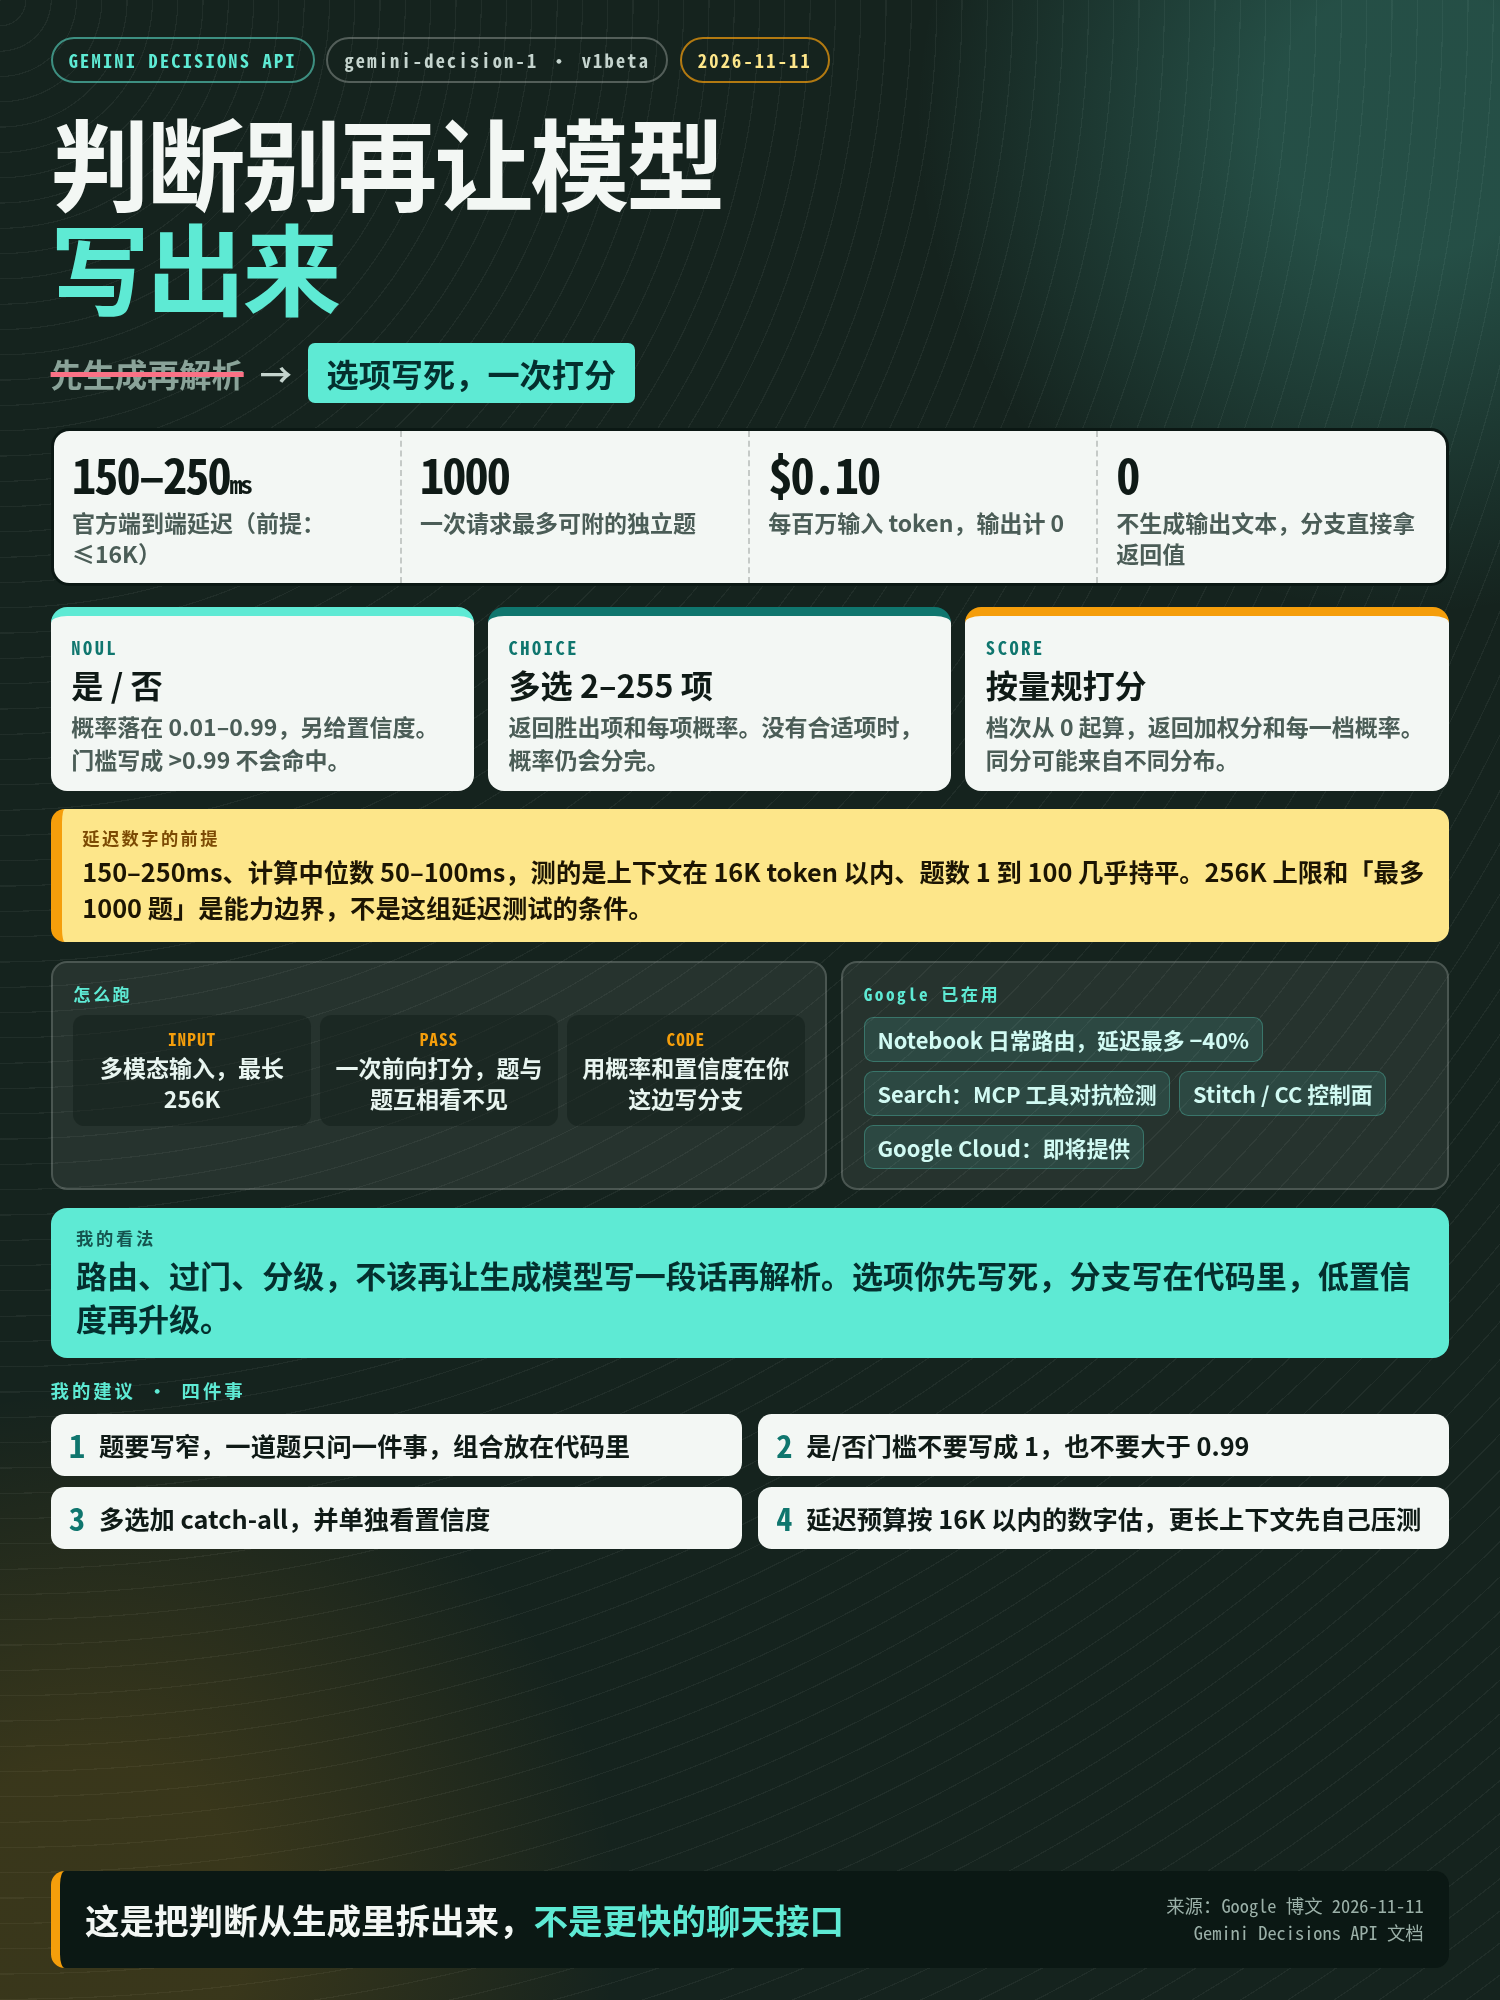 GEMINI DECISIONS API
gemini-decision-1 · v1beta
2026-11-11
判断别再让模型
写出来
先生成再解析 → 选项写死，一次打分
150–250ms
官方端到端延迟（前提：
≤16K）
1000
一次请求最多可附的独立题
$0.10
每百万输入 token，输出计 0
0
不生成输出文本，分支直接拿
返回值
NOUL
是 / 否
概率落在 0.01–0.99，另给置信度。
门槛写成 >0.99 不会命中。
CHOICE
多选 2–255 项
返回胜出项和每项概率。没有合适项时，
概率仍会分完。
SCORE
按量规打分
档次从 0 起算，返回加权分和每一档概率。
同分可能来自不同分布。
延迟数字的前提
150–250ms、计算中位数 50–100ms，测的是上下文在 16K token 以内、题数 1 到 100 几乎持平。256K 上限和「最多
1000 题」是能力边界，不是这组延迟测试的条件。
怎么跑
INPUT
多模态输入，最长
256K
PASS
一次前向打分，题与
题互相看不见
CODE
用概率和置信度在你
这边写分支
Google 已在用
Notebook 日常路由，延迟最多 −40%
Search：MCP 工具对抗检测
Stitch / CC 控制面
Google Cloud：即将提供
我的看法
路由、过门、分级，不该再让生成模型写一段话再解析。选项你先写死，分支写在代码里，低置信
度再升级。
我的建议 · 四件事
1 题要写窄，一道题只问一件事，组合放在代码里
2 是/否门槛不要写成 1，也不要大于 0.99
3 多选加 catch-all，并单独看置信度
4 延迟预算按 16K 以内的数字估，更长上下文先自己压测
这是把判断从生成里拆出来，不是更快的聊天接口
来源：Google 博文 2026-11-11
Gemini Decisions API 文档